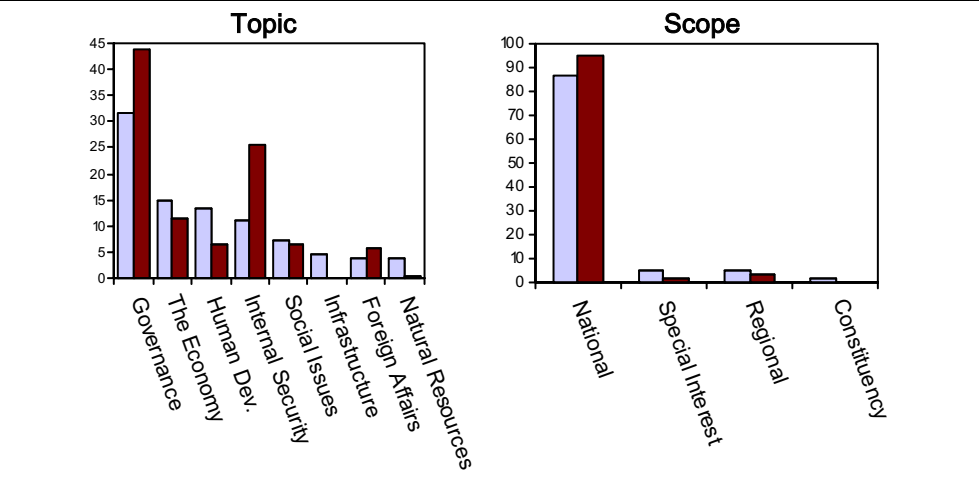 Topic
45
40
35
30
25
20
15
10
5
0
Governance
The Economy
Human Dev.
Internal Security
Social Issues
Infrastructure
Foreign Affairs
Natural Resources
Scope
100
90
80
70
60
50
40
30
20
10
0
National
Special Interest
Regional
Constituency